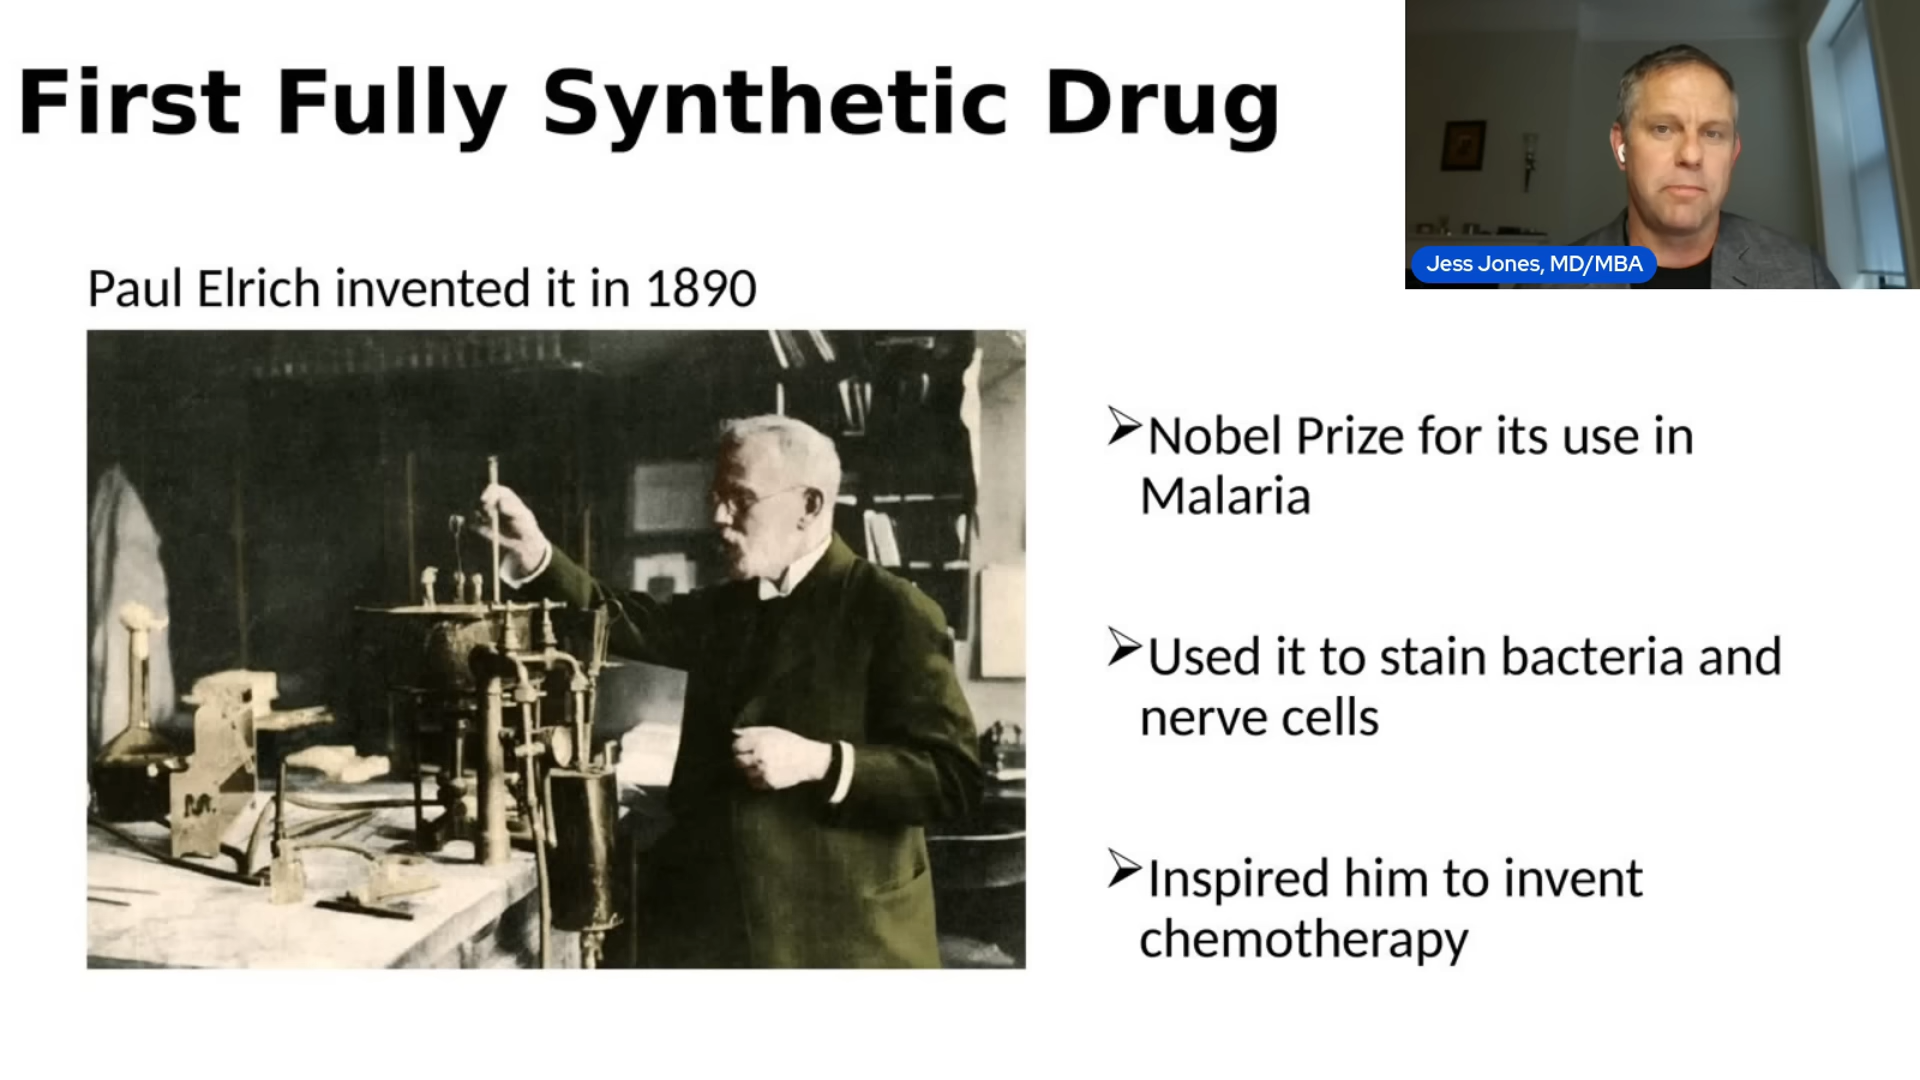 First Fully Synthetic Drug
Jess Jones, MD/MBA
Paul Elrich invented it in 1890
➢Nobel Prize for its use in
Malaria
➢Used it to stain bacteria and
nerve cells
➢Inspired him to invent
chemotherapy